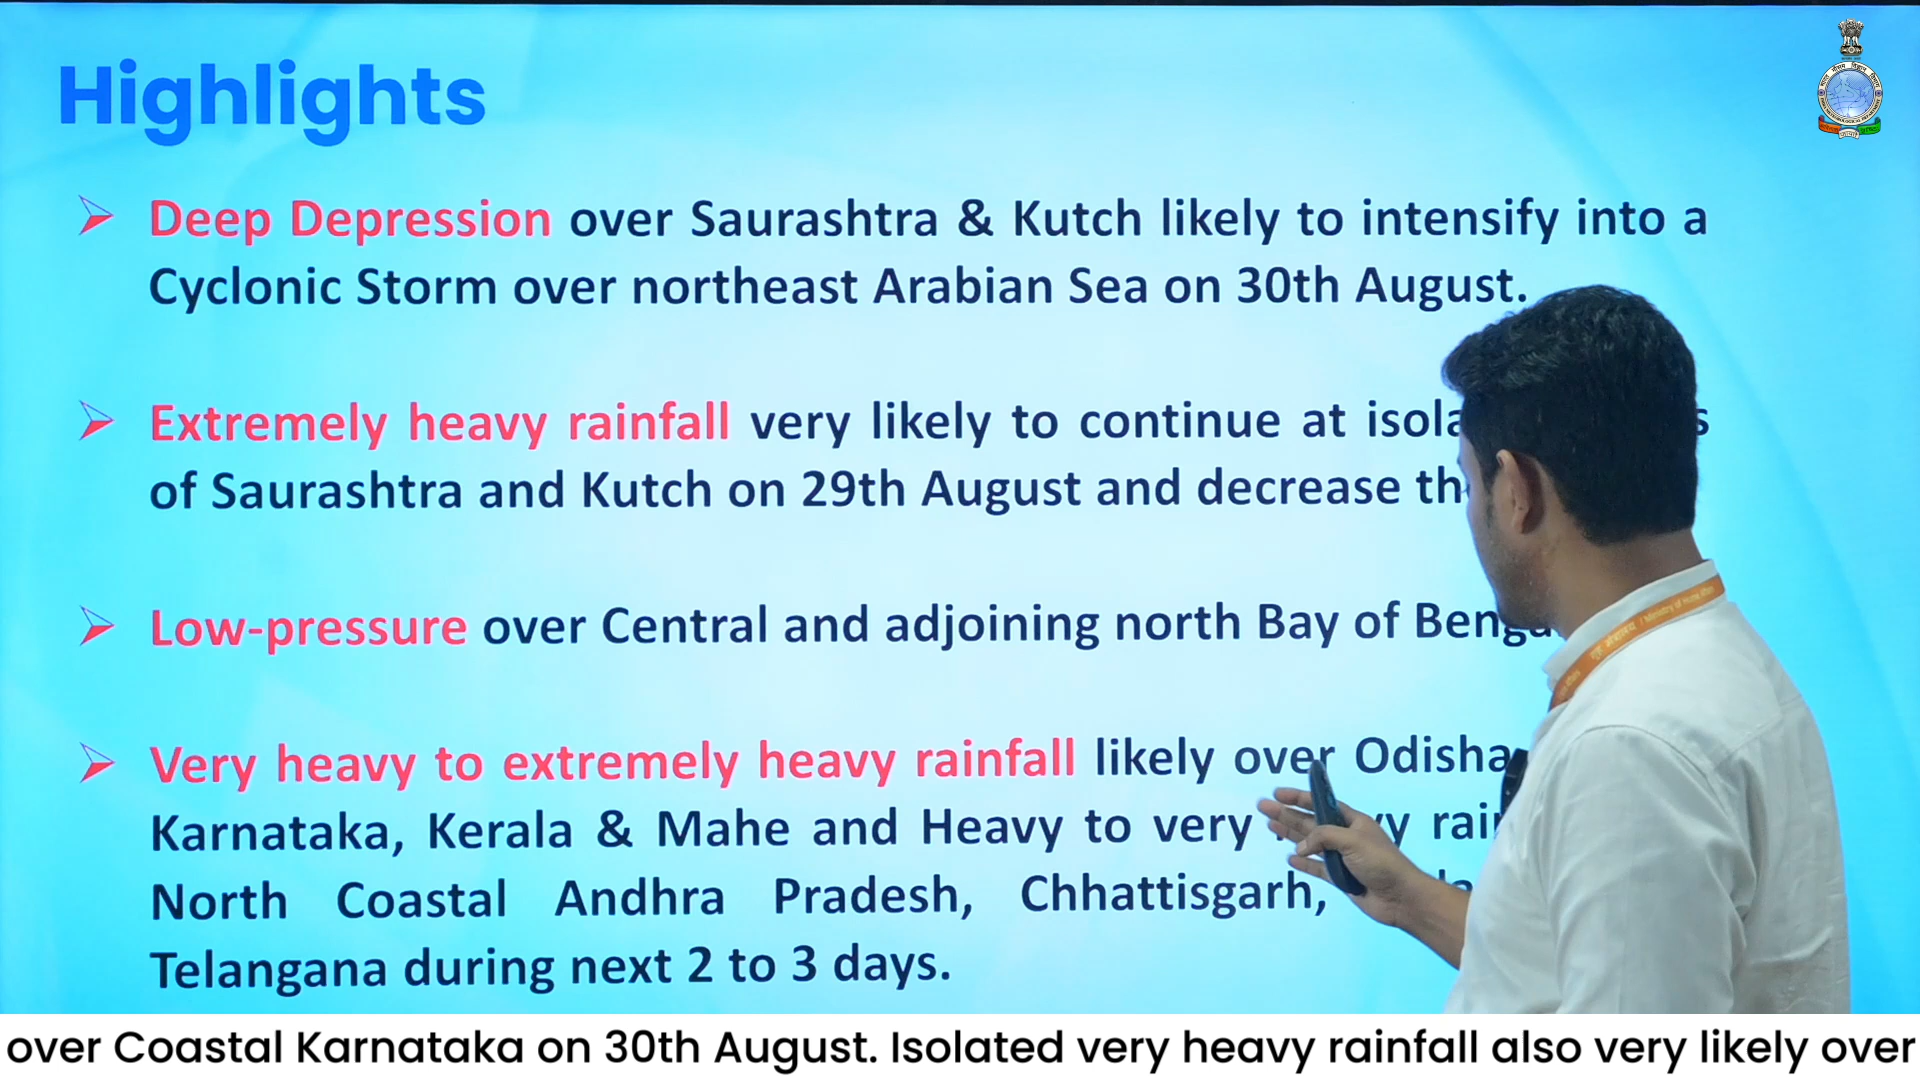 Highlights
Deep Depression over Saurashtra & Kutch likely to intensify into a
Cyclonic Storm over northeast Arabian Sea on 30th August.
Extremely heavy rainfall very likely to continue at
of Saurashtra and Kutch on 29th August and decrease
Low-pressure over Central and adjoining north Bay of
Very heavy to extremely heavy rainfall likely over Odisha
Karnataka, Kerala & Mahe and Heavy to very
North Coastal Andhra Pradesh, Chhattisgarh,
Telangana during next 2 to 3 days.
Ministry of Home Affairs
over Coastal Karnataka on 30th August. Isolated very heavy rainfall also very likely over